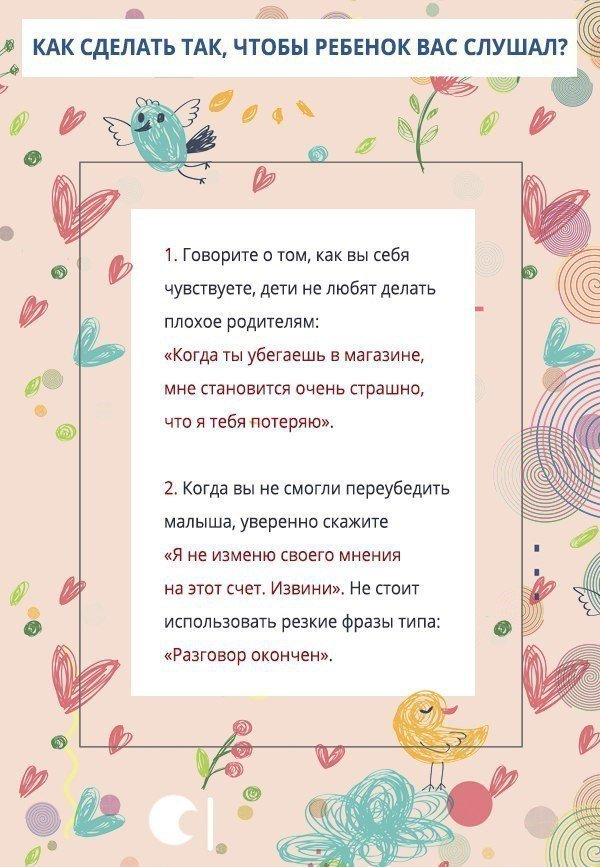 КАК СДЕЛАТЬ ТАК, ЧТОБЫ РЕБЕНОК ВАС СЛУШАЛ?
1. Говорите о том, как вы себя
чувствуете, дети не любят делать
плохое родителям:
«Когда ты убегаешь в магазине,
мне становится очень страшно,
что я тебя потеряю».
2. Когда вы не смогли переубедить
малыша, уверенно скажите
«Я не изменю своего мнения
на этот счет. Извини». Не стоит
использовать резкие фразы типа:
«Разговор окончен».